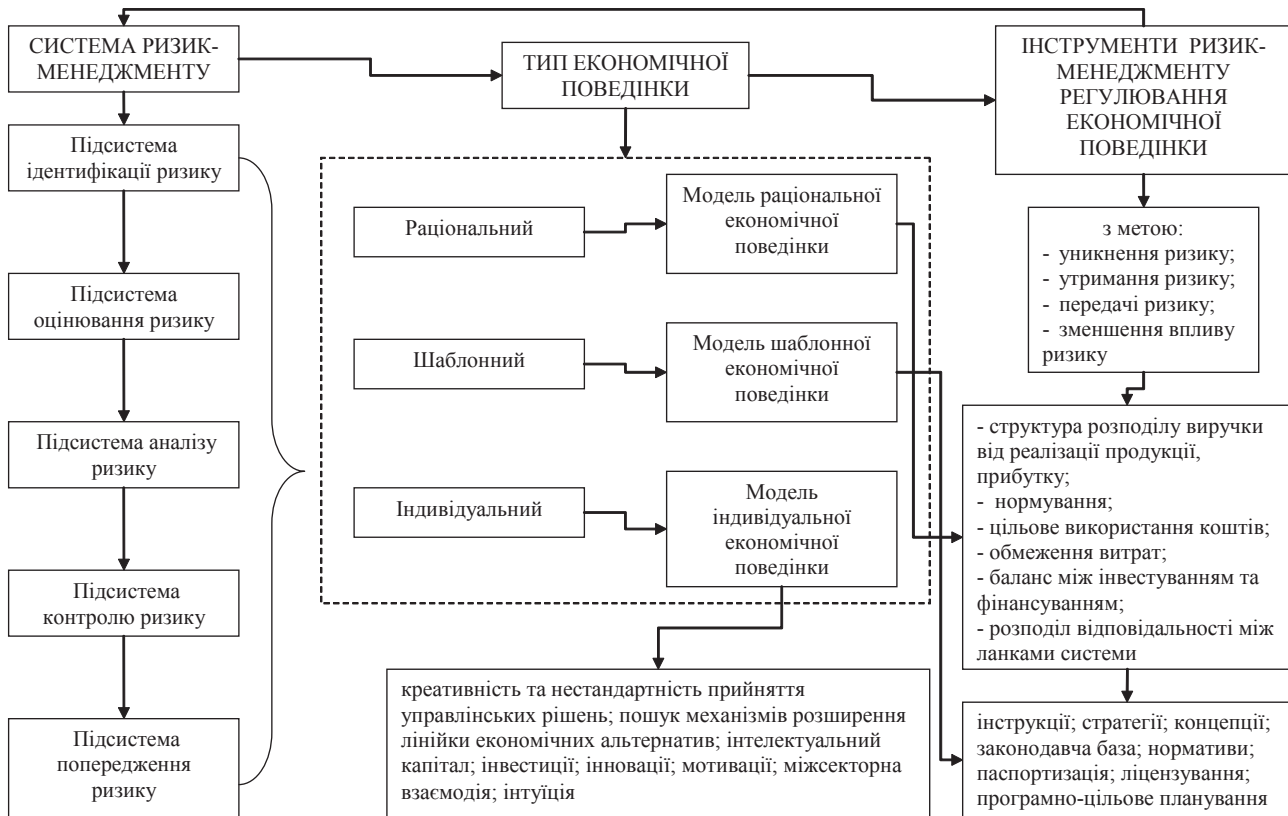 СИСТЕМА РИЗИК-
МЕНЕДЖМЕНТУ
ТИП ЕКОНОМІЧНОЇ
ПОВЕДІНКИ
ІНСТРУМЕНТИ РИЗИК-
МЕНЕДЖМЕНТУ
РЕГУЛЮВАННЯ
ЕКОНОМІЧНОЇ
ПОВЕДІНКИ
Підсистема
ідентифікації ризику
Підсистема
оцінювання ризику
Підсистема аналізу
ризику
Підсистема
контролю ризику
Підсистема
попередження
ризику
Раціональний
Модель раціональної
економічної
поведінки
Шаблонний
Модель шаблонної
економічної
поведінки
Індивідуальний
Модель
індивідуальної
економічної
поведінки
креативність та нестандартність прийняття
управлінських рішень; пошук механізмів розширення
лінійки економічних альтернатив; інтелектуальний
капітал; інвестиції; інновації; мотивації; міжсекторна
взаємодія; інтуїція
з метою:
- уникнення ризику;
- утримання ризику;
- передачі ризику;
- зменшення впливу
ризику
- структура розподілу виручки
від реалізації продукції,
прибутку;
- нормування;
- цільове використання коштів;
- обмеження витрат;
- баланс між інвестуванням та
фінансуванням;
- розподіл відповідальності між
ланками системи
інструкції; стратегії; концепції;
законодавча база; нормативи;
паспортизація; ліцензування;
програмно-цільове планування